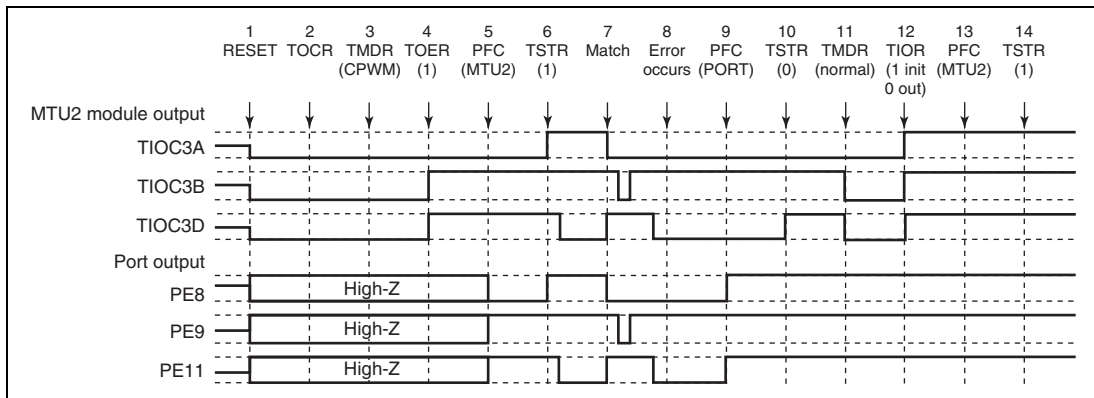 1 2 3 4 5 6 7 8 9 10 11 12 13 14
RESET TOCR TMDR TOER PFC TSTR Match Error PFC TSTR TMDR TIOR PFC TSTR
(CPWM) (1) (MTU2) (1) occurs (PORT) (0) (normal) (1 init (MTU2) (1)
0 out)
MTU2 module output
TIOC3A
TIOC3B
TIOC3D
Port output
PE8 High-Z
PE9 High-Z
PE11 High-Z